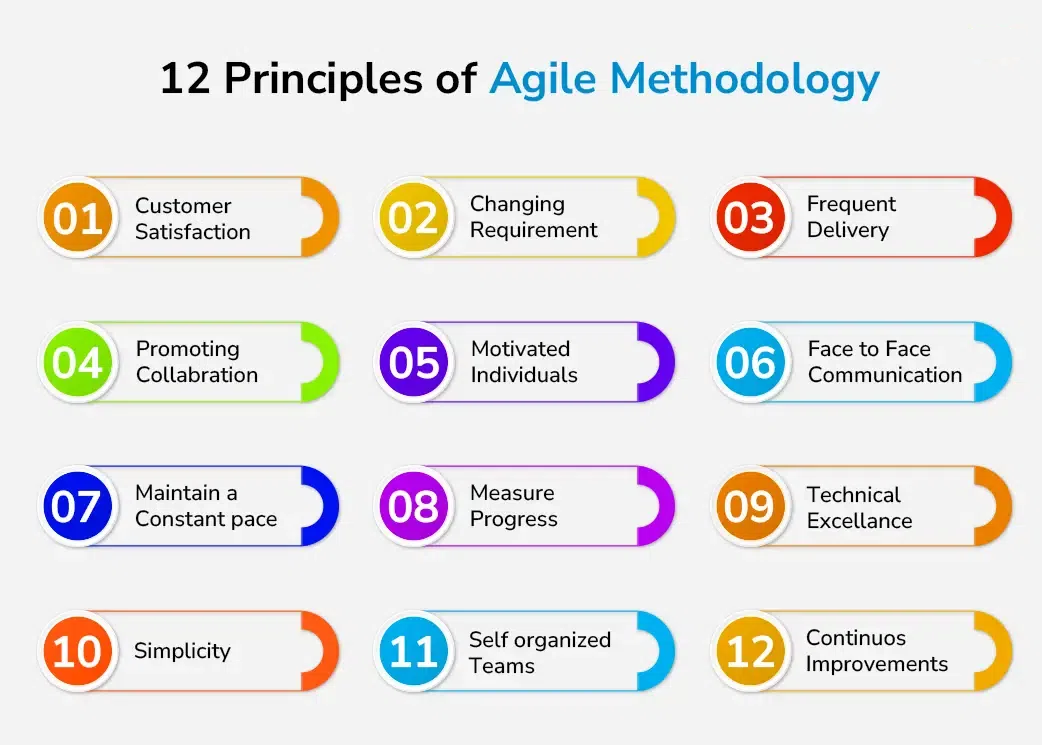 12 Principles of Agile Methodology
01
Customer
Satisfaction
02
Changing
Requirement
03
Frequent
Delivery
04
Promoting
Collabration
05
Motivated
Individuals
06
Face to Face
Communication
07
Maintain a
Constant pace
08
Measure
Progress
09
Technical
Excellance
10
Simplicity
11
Self organized
Teams
12
Continuos
Improvements